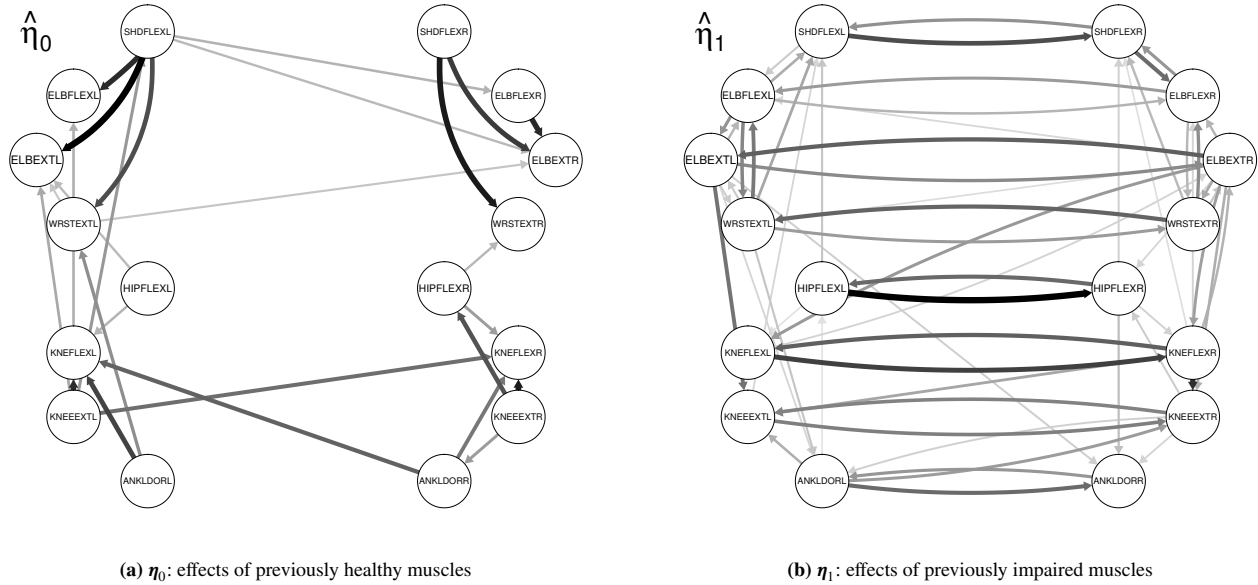 η̂0
SHDFLEXL
SHDFLEXR
ELBFLEXL
ELBFLEXR
ELBEXTL
ELBEXTR
WRSTEXTL
WRSTEXTR
HIPFLEXL
HIPFLEXR
KNEFLEXL
KNEFLEXR
KNEEEXTL
KNEEEXTR
ANKLDORL
ANKLDORR
(a) η0: effects of previously healthy muscles
η̂1
SHDFLEXL
SHDFLEXR
ELBFLEXL
ELBFLEXR
ELBEXTL
ELBEXTR
WRSTEXTL
WRSTEXTR
HIPFLEXL
HIPFLEXR
KNEFLEXL
KNEFLEXR
KNEEEXTL
KNEEEXTR
ANKLDORL
ANKLDORR
(b) η1: effects of previously impaired muscles